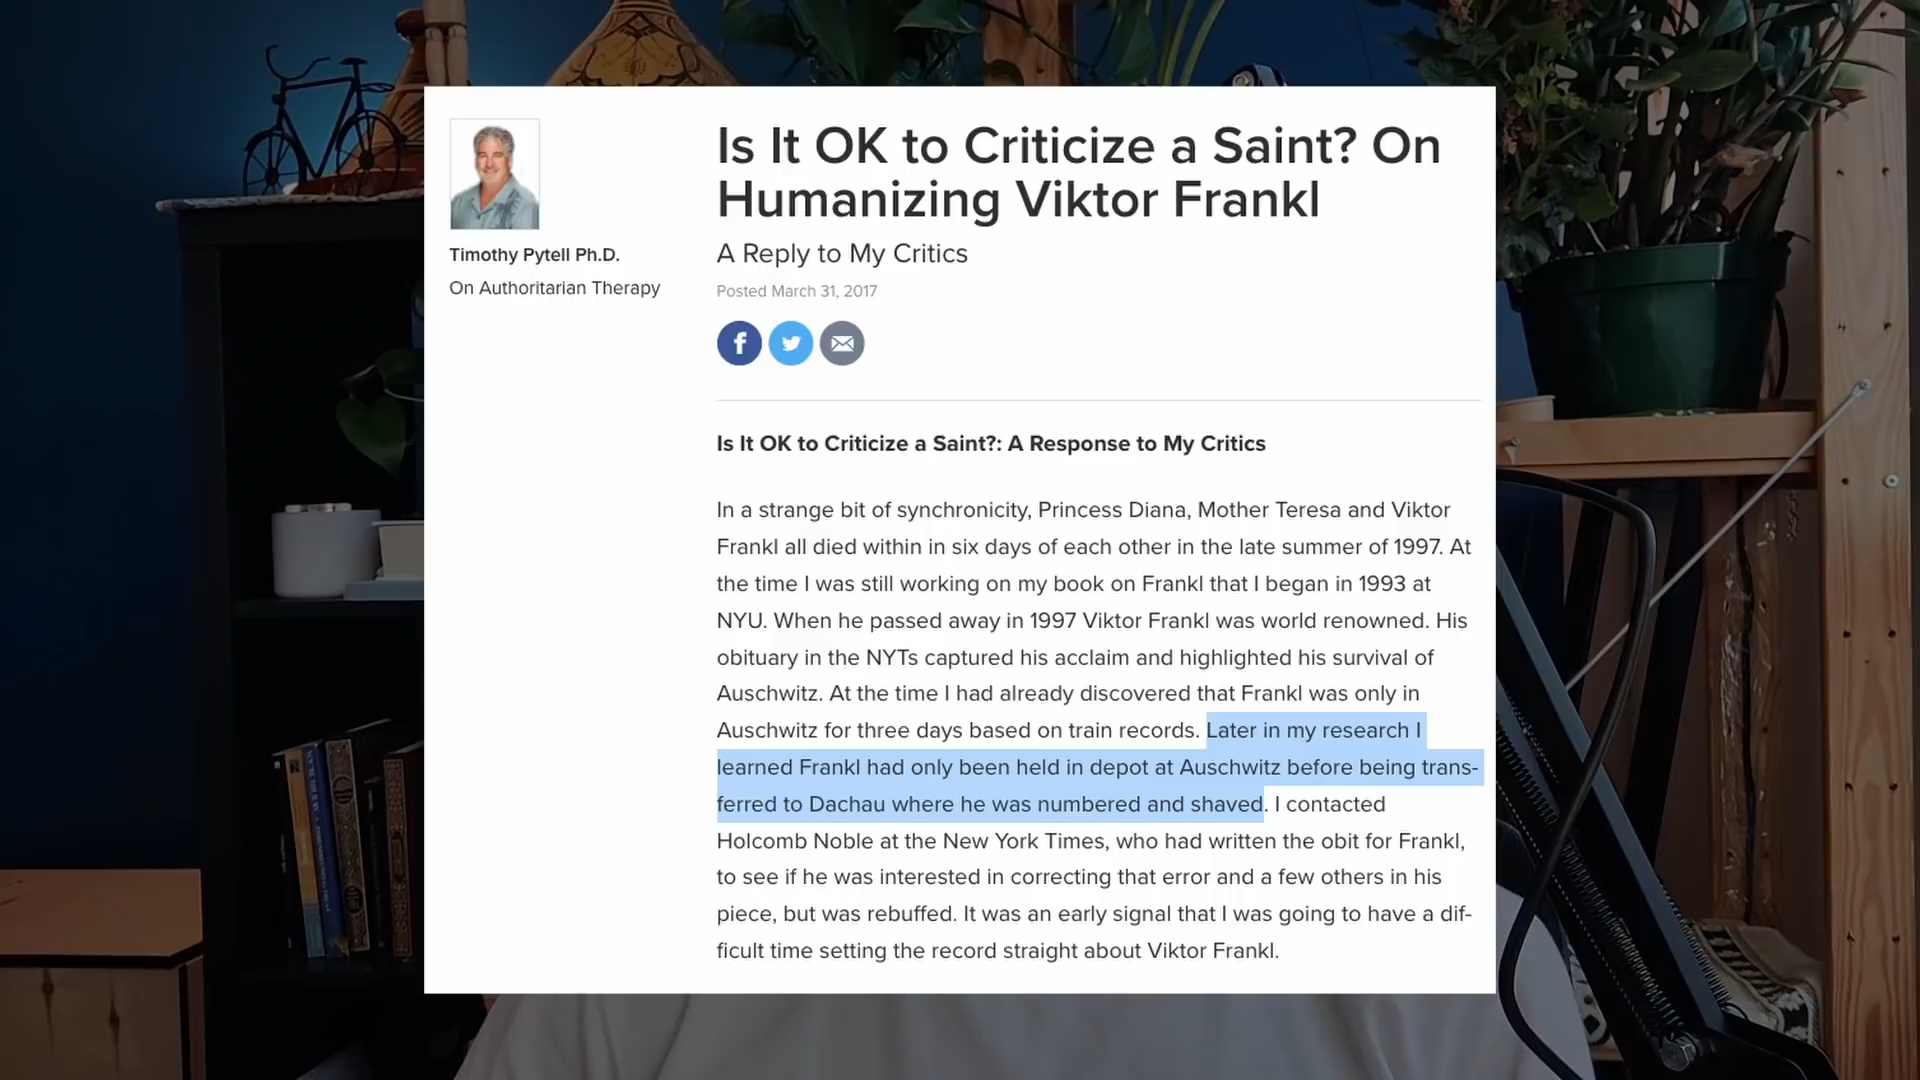 Timothy Pytell Ph.D.
On Authoritarian Therapy
Is It OK to Criticize a Saint? On
Humanizing Viktor Frankl
A Reply to My Critics
Posted March 31, 2017
Is It OK to Criticize a Saint?: A Response to My Critics
In a strange bit of synchronicity, Princess Diana, Mother Teresa and Viktor
Frankl all died within in six days of each other in the late summer of 1997. At
the time I was still working on my book on Frankl that I began in 1993 at
NYU. When he passed away in 1997 Viktor Frankl was world renowned. His
obituary in the NYTs captured his acclaim and highlighted his survival of
Auschwitz. At the time I had already discovered that Frankl was only in
Auschwitz for three days based on train records. Later in my research I
learned Frankl had only been held in depot at Auschwitz before being trans-
ferred to Dachau where he was numbered and shaved. I contacted
Holcomb Noble at the New York Times, who had written the obit for Frankl,
to see if he was interested in correcting that error and a few others in his
piece, but was rebuffed. It was an early signal that I was going to have a dif-
ficult time setting the record straight about Viktor Frankl.